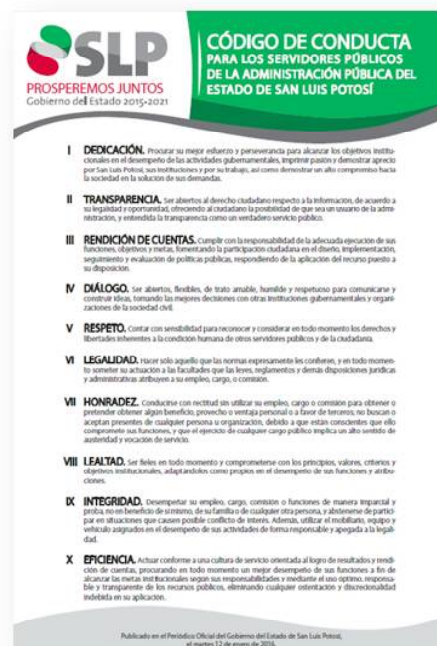 SLP
PROSPEREMOS JUNTOS
Gobierno del Estado 2015-2021
CÓDIGO DE CONDUCTA
PARA LOS SERVIDORES PÚBLICOS
DE LA ADMINISTRACIÓN PÚBLICA DEL
ESTADO DE SAN LUIS POTOSÍ
I DEDICACIÓN. Procurar su mejor esfuerzo y perseverancia para alcanzar los objetivos institu-
cionales en el desempeño de las actividades gubernamentales, imprimir pasión y demostrar aprecio
por San Luis Potosí, sus instituciones y por su trabajo, así como demostrar un alto compromiso hacia
la sociedad en la solución de sus demandas.
II TRANSPARENCIA. Ser abiertos al derecho ciudadano respecto a la información, de acuerdo a
su legalidad y oportunidad, ofreciendo al ciudadano la posibilidad de que sea un usuario de la admi-
nistración, y entendida la transparencia como un verdadero servicio público.
III RENDICIÓN DE CUENTAS. Cumplir con la responsabilidad de la adecuada ejecución de sus
funciones, objetivos y metas, fomentando la participación ciudadana en el diseño, implementación,
seguimiento y evaluación de políticas públicas, respondiendo de la aplicación del recurso puesto a
su disposición.
IV DIÁLOGO. Ser abiertos, flexibles, de trato amable, humilde y respetuoso para comunicarse y
construir ideas, tomando las mejores decisiones con otras instituciones gubernamentales y organi-
zaciones de la sociedad civil.
V RESPETO. Contar con sensibilidad para reconocer y considerar en todo momento los derechos y
libertades inherentes a la condición humana de otros servidores públicos y de la ciudadanía.
VI LEGALIDAD. Hacer sólo aquello que las normas expresamente les confieren, y en todo momen-
to someter su actuación a las facultades que las leyes, reglamentos y demás disposiciones jurídicas
y administrativas atribuyen a su empleo, cargo, o comisión.
VII HONRADEZ. Conducirse con rectitud sin utilizar su empleo, cargo o comisión para obtener o
pretender obtener algún beneficio, provecho o ventaja personal o a favor de terceros, no buscan o
aceptan presentes de cualquier persona u organización, debido a que están conscientes que ello
compromete sus funciones, y que el ejercicio de cualquier cargo público implica un alto sentido de
austeridad y vocación de servicio.
VIII LEALTAD. Ser fieles en todo momento y comprometerse con los principios, valores, criterios y
objetivos institucionales, adaptándolos como propios en el desempeño de sus funciones y atribu-
ciones.
IX INTEGRIDAD. Desempeñar su empleo, cargo, comisión o funciones de manera imparcial y
proba, no en beneficio de sí mismo, de su familia o de cualquier otra persona, y abstenerse de partici-
par en situaciones que causen posible conflicto de interés. Además, utilizar el mobiliario, equipo y
vehículo asignados en el desempeño de sus actividades de forma responsable y apegada a la legali-
dad.
X EFICIENCIA. Actuar conforme a una cultura de servicio orientada al logro de resultados y rendi-
ción de cuentas, procurando en todo momento un mejor desempeño de sus funciones a fin de
alcanzar las metas institucionales según sus responsabilidades y mediante el uso óptimo, responsa-
ble y transparente de los recursos públicos, eliminando cualquier ostentación y discrecionalidad
indebida en su aplicación.
Publicado en el Periódico Oficial del Gobierno del Estado de San Luis Potosí,
el martes 12 de enero de 2016.